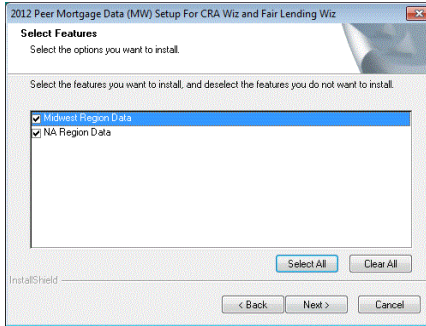 2012 Peer Mortgage Data (MW) Setup For CRA Wiz and Fair Lending Wiz
Select Features
Select the options you want to install.
Select the features you want to install, and deselect the features you do not want to install.
Midwest Region Data
NA Region Data
Select All Clear All
InstallShield
< Back Next > Cancel